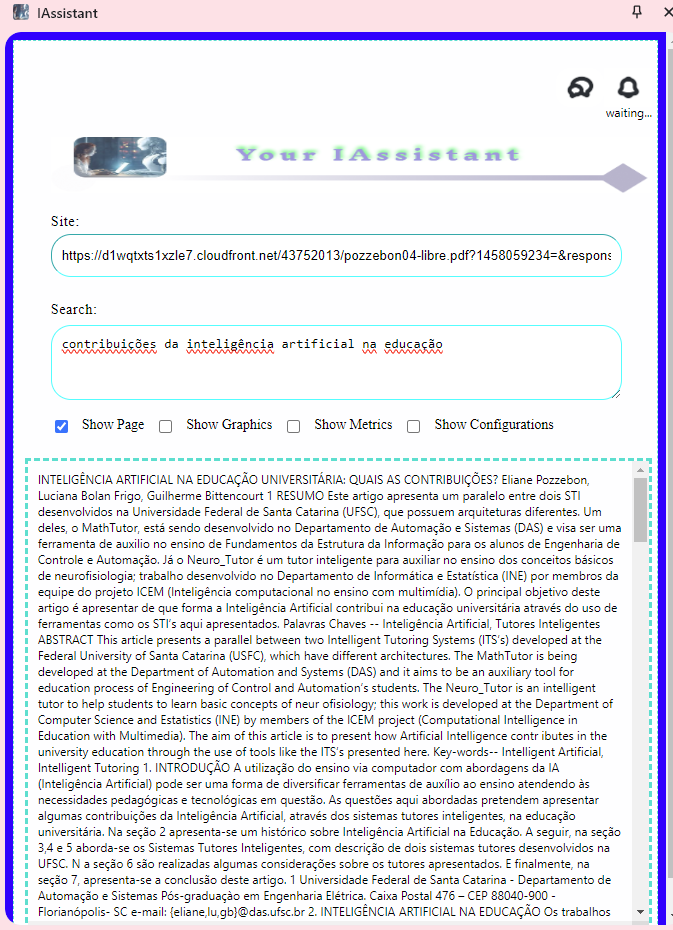 IAssistant
waiting...
Your IAssistant
Site:
https://d1wqtxts1xzle7.cloudfront.net/43752013/pozzebon04-libre.pdf?1458059234=&respons
Search:
contribuições da inteligência artificial na educação
Show Page Show Graphics Show Metrics Show Configurations
INTELIGÊNCIA ARTIFICIAL NA EDUCAÇÃO UNIVERSITÁRIA: QUAIS AS CONTRIBUIÇÕES? Eliane Pozzebon,
Luciana Bolan Frigo, Guilherme Bittencourt 1 RESUMO Este artigo apresenta um paralelo entre dois STI
desenvolvidos na Universidade Federal de Santa Catarina (UFSC), que possuem arquiteturas diferentes. Um
deles, o MathTutor, está sendo desenvolvido no Departamento de Automação e Sistemas (DAS) e visa ser uma
ferramenta de auxilio no ensino de Fundamentos da Estrutura da Informação para os alunos de Engenharia de
Controle e Automação. Já o Neuro_Tutor é um tutor inteligente para auxiliar no ensino dos conceitos básicos
de neurofisiologia; trabalho desenvolvido no Departamento de Informática e Estatística (INE) por membros da
equipe do projeto ICEM (Inteligência computacional no ensino com multimídia). O principal objetivo deste
artigo é apresentar de que forma a Inteligência Artificial contribui na educação universitária através do uso de
ferramentas como os STI's aqui apresentados. Palavras Chaves -- Inteligência Artificial, Tutores Inteligentes
ABSTRACT This article presents a parallel between two Intelligent Tutoring Systems (ITS's) developed at the
Federal University of Santa Catarina (USFC), which have different architectures. The MathTutor is being
developed at the Department of Automation and Systems (DAS) and it aims to be an auxiliary tool for
education process of Engineering of Control and Automation's students. The Neuro_Tutor is an intelligent
tutor to help students to learn basic concepts of neur ofisiology; this work is developed at the Department of
Computer Science and Estatistics (INE) by members of the ICEM project (Computational Intelligence in
Education with Multimedia). The aim of this article is to present how Artificial Intelligence contr ibutes in the
university education through the use of tools like the ITS's presented here. Key-words-- Intelligent Artificial,
Intelligent Tutoring 1. INTRODUÇÃO A utilização do ensino via computador com abordagens da IA
(Inteligência Artificial) pode ser uma forma de diversificar ferramentas de auxílio ao ensino atendendo às
necessidades pedagógicas e tecnológicas em questão. As questões aqui abordadas pretendem apresentar
algumas contribuições da Inteligência Artificial, através dos sistemas tutores inteligentes, na educação
universitária. Na seção 2 apresenta-se um histórico sobre Inteligência Artificial na Educação. A seguir, na seção
3,4 e 5 aborda-se os Sistemas Tutores Inteligentes, com descrição de dois sistemas tutores desenvolvidos na
UFSC. N a seção 6 são realizadas algumas considerações sobre os tutores apresentados. E finalmente, na
seção 7, apresenta-se a conclusão deste artigo. 1 Universidade Federal de Santa Catarina - Departamento de
Automação e Sistemas Pós-graduaçào em Engenharia Elétrica. Caixa Postal 476 – CEP 88040-900 -
Florianópolis- SC e-mail: {eliane,lu,gb}@das.ufsc.br 2. INTELIGÊNCIA ARTIFICIAL NA EDUCAÇÃO Os trabalhos